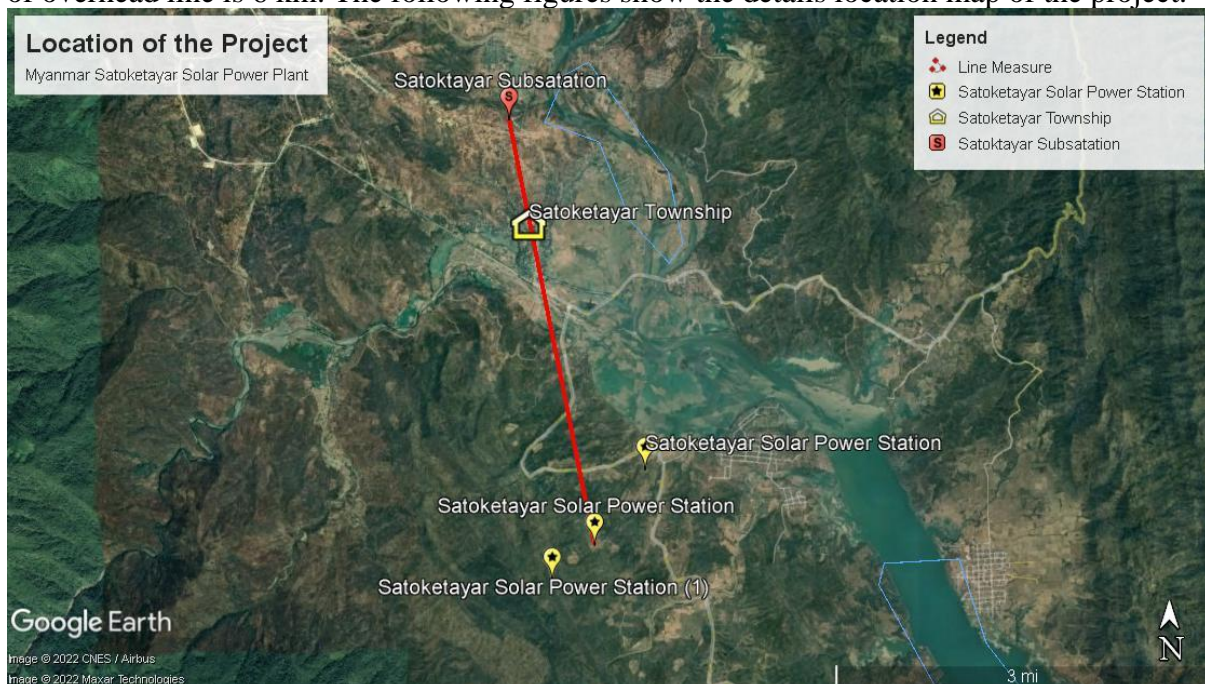 of overhead line is 8 km. The following figures show the details location map of the project.
Location of the Project
Myanmar Satoketayar Solar Power Plant
Legend
Line Measure
Satoketayar Solar Power Station
Satoketayar Township
Satoktayar Subsatation
Satoktayar Subsatation
S
Satoketayar Township
Satoketayar Solar Power Station
Satoketayar Solar Power Station
Satoketayar Solar Power Station (1)
Google Earth
Image © 2022 CNES / Airbus
Image © 2022 Maxar Technologies
N
3 mi